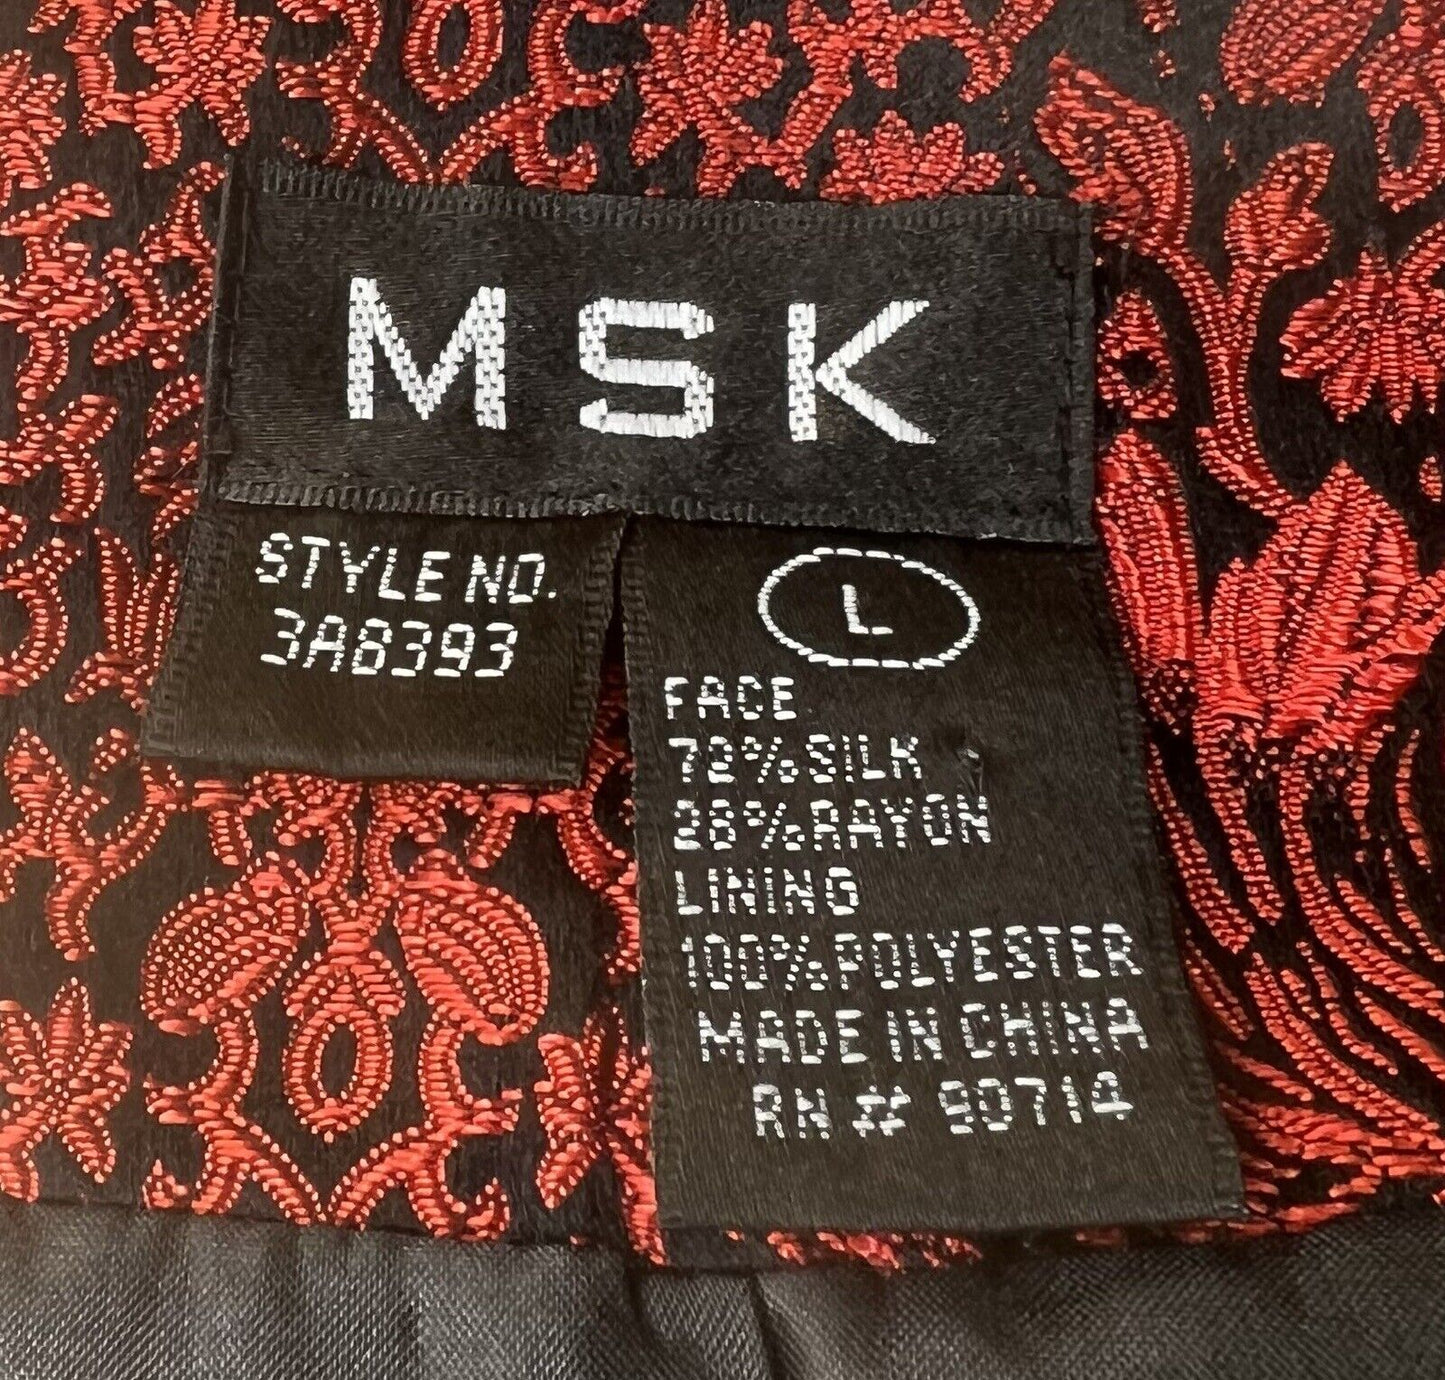 MSK
STYLE NO.
3A8393
L
FACE
72% SILK
28% RAYON
LINING
100% POLYESTER
MADE IN CHINA
RN # 90714